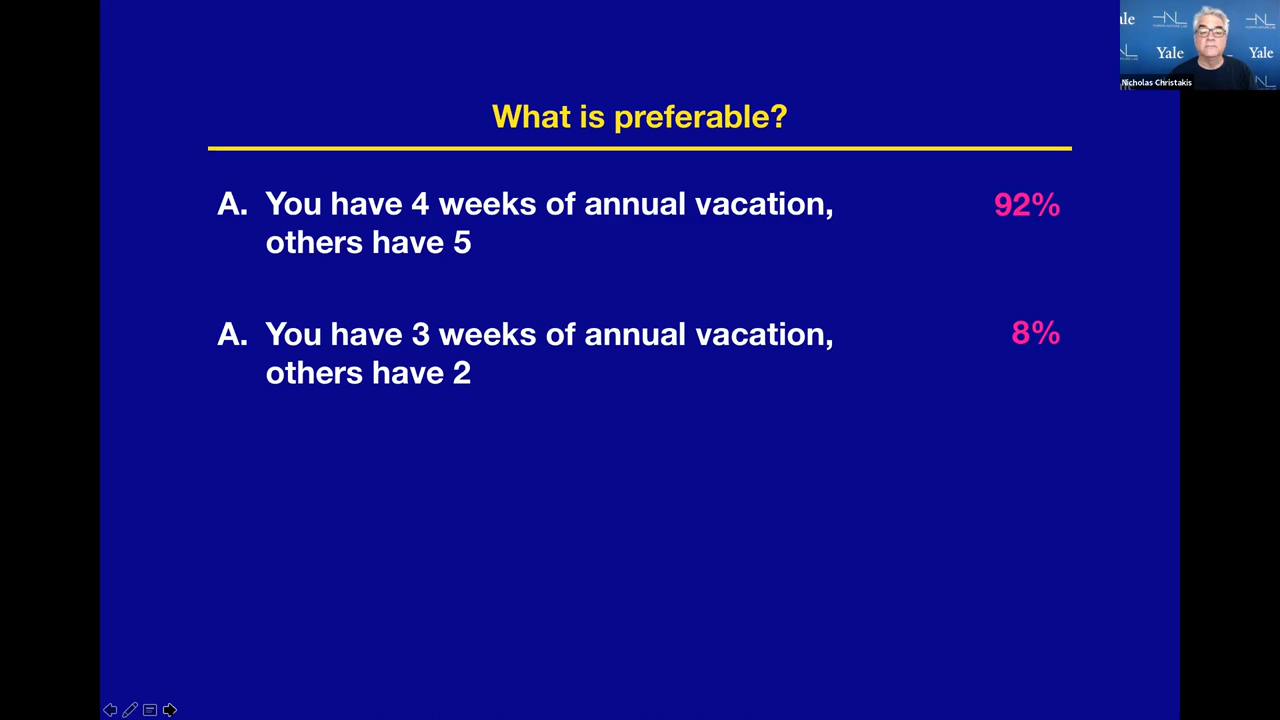 What is preferable?
A. You have 4 weeks of annual vacation, 92%
others have 5
A. You have 3 weeks of annual vacation, 8%
others have 2
Yale
Yale
Nicholas Christakis